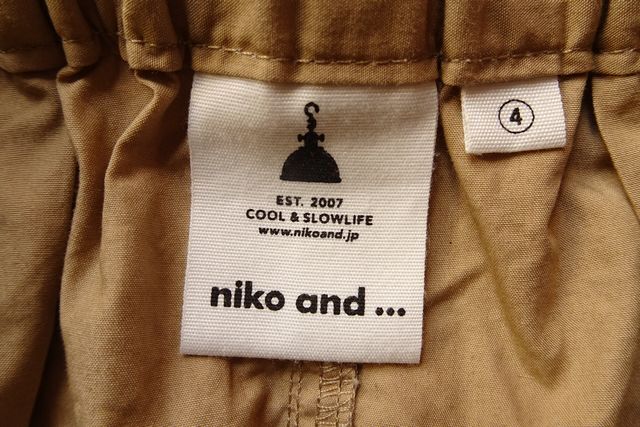 EST. 2007
COOL & SLOWLIFE
www.nikoand.jp
niko and ...
4